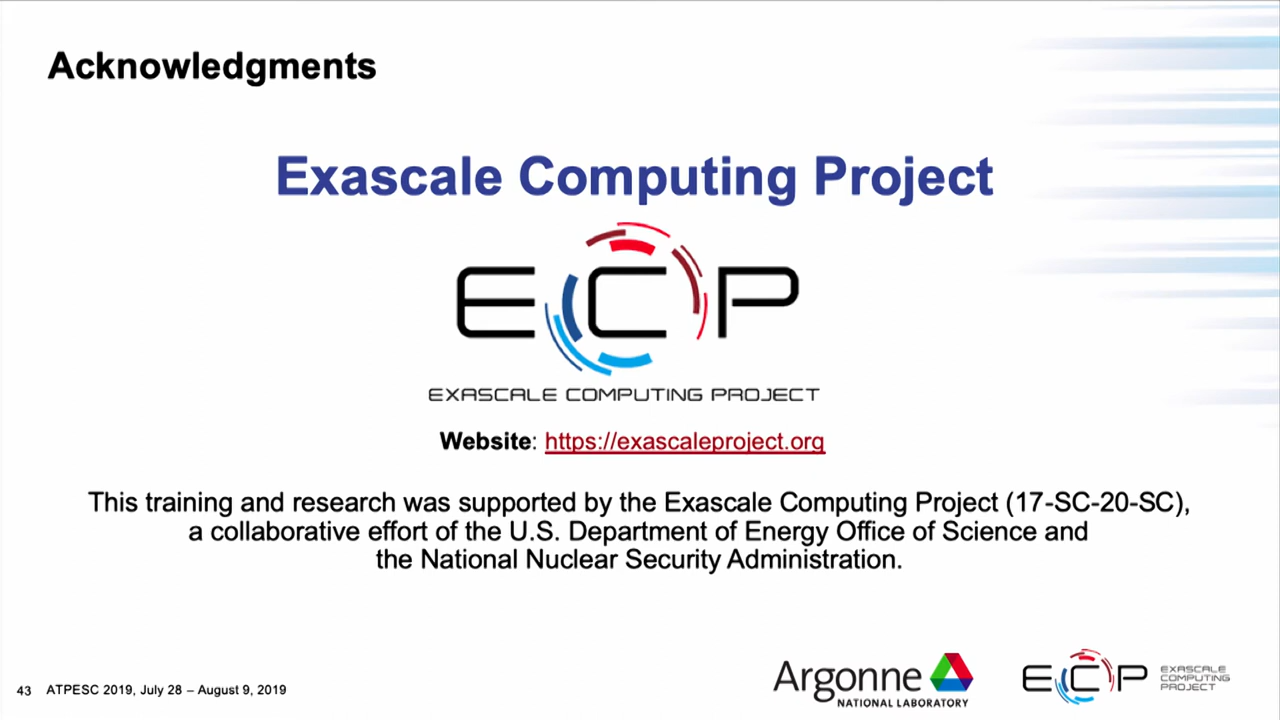 Acknowledgments
Exascale Computing Project
ECP
EXASCALE COMPUTING PROJECT
Website: https://exascaleproject.org
This training and research was supported by the Exascale Computing Project (17-SC-20-SC),
a collaborative effort of the U.S. Department of Energy Office of Science and
the National Nuclear Security Administration.
43 ATPESC 2019, July 28 – August 9, 2019
Argonne
NATIONAL LABORATORY
ECP
EXASCALE
COMPUTING
PROJECT